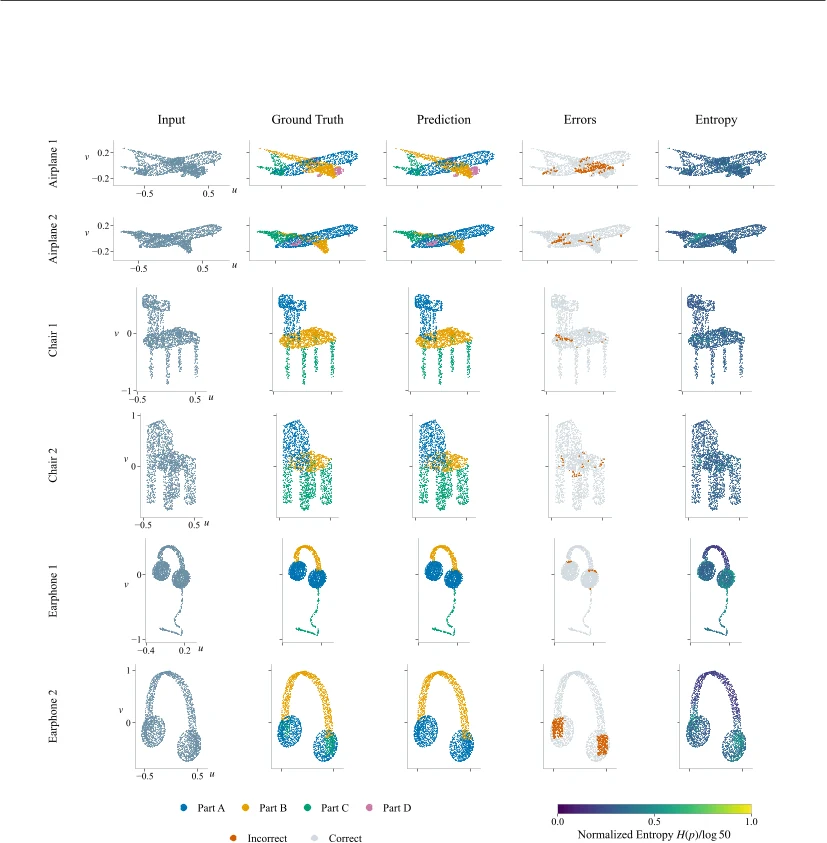 Input Ground Truth Prediction Errors Entropy
Airplane 1
v 0.2
−0.2
−0.5 0.5 u
Airplane 2
v 0.2
−0.2
−0.5 0.5 u
Chair 1
v 0
−1
−0.5 0.5 u
Chair 2
1
v
0
−0.5 0.5 u
Earphone 1
0
v
−1
−0.4 0.2 u
Earphone 2
1
v
0
−0.5 0.5 u
Part A Part B Part C Part D
Incorrect Correct
0.0 0.5 1.0
Normalized Entropy H(p)/log 50